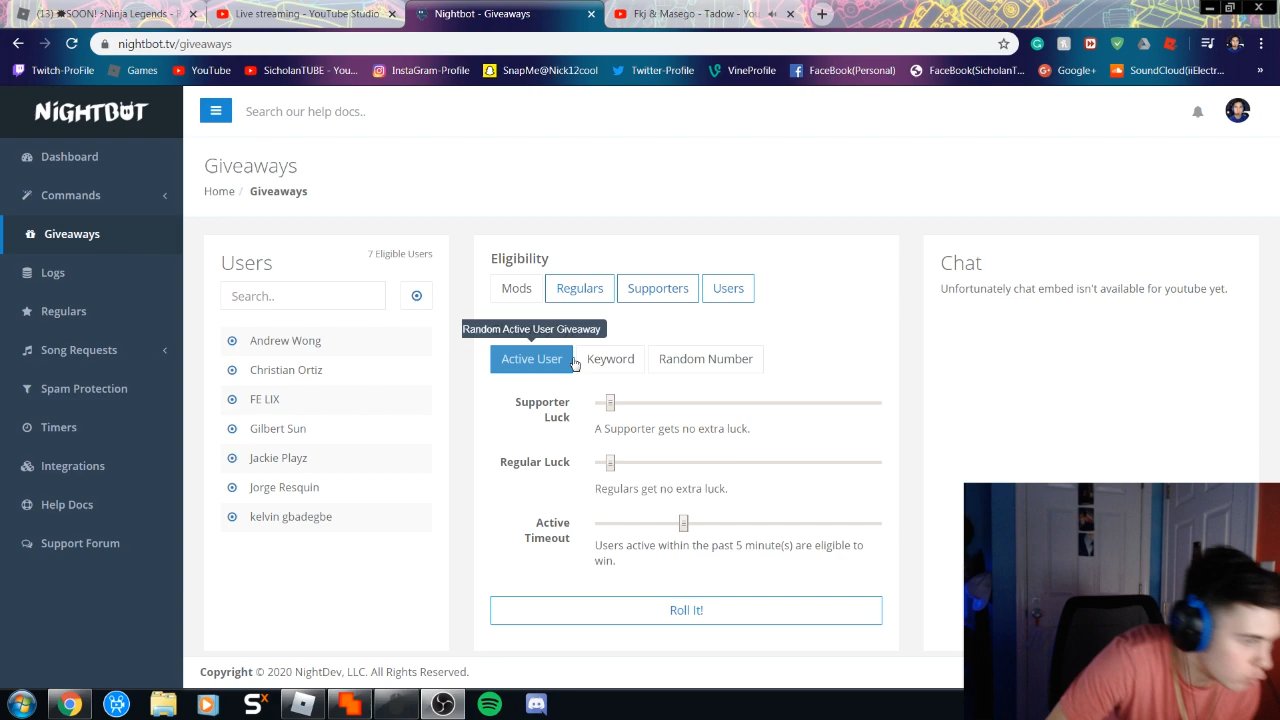 (13) SOON! Ninja Legends - R
Live streaming - YouTube Studio
Nightbot - Giveaways
Fkj & Masego - Tadow - You
nightbot.tv/giveaways
Twitch-ProFile
Games
YouTube
SicholanTUBE - You...
InstaGram-Profile
SnapMe@Nick12cool
Twitter-Profile
VineProfile
FaceBook(Personal)
FaceBook(SicholanT...
Google+
SoundCloud(iiElectr...
NIGHTBOT
Search our help docs..
Dashboard
Commands
Giveaways
Logs
Regulars
Song Requests
Spam Protection
Timers
Integrations
Help Docs
Support Forum
Giveaways
Home / Giveaways
Users
7 Eligible Users
Search..
Andrew Wong
Christian Ortiz
FE LIX
Gilbert Sun
Jackie Playz
Jorge Resquin
kelvin gbadegbe
Eligibility
Mods
Regulars
Supporters
Users
Random Active User Giveaway
Active User
Keyword
Random Number
Supporter
Luck
A Supporter gets no extra luck.
Regular Luck
Regulars get no extra luck.
Active
Timeout
Users active within the past 5 minute(s) are eligible to
win.
Roll It!
Chat
Unfortunately chat embed isn't available for youtube yet.
Copyright © 2020 NightDev, LLC. All Rights Reserved.